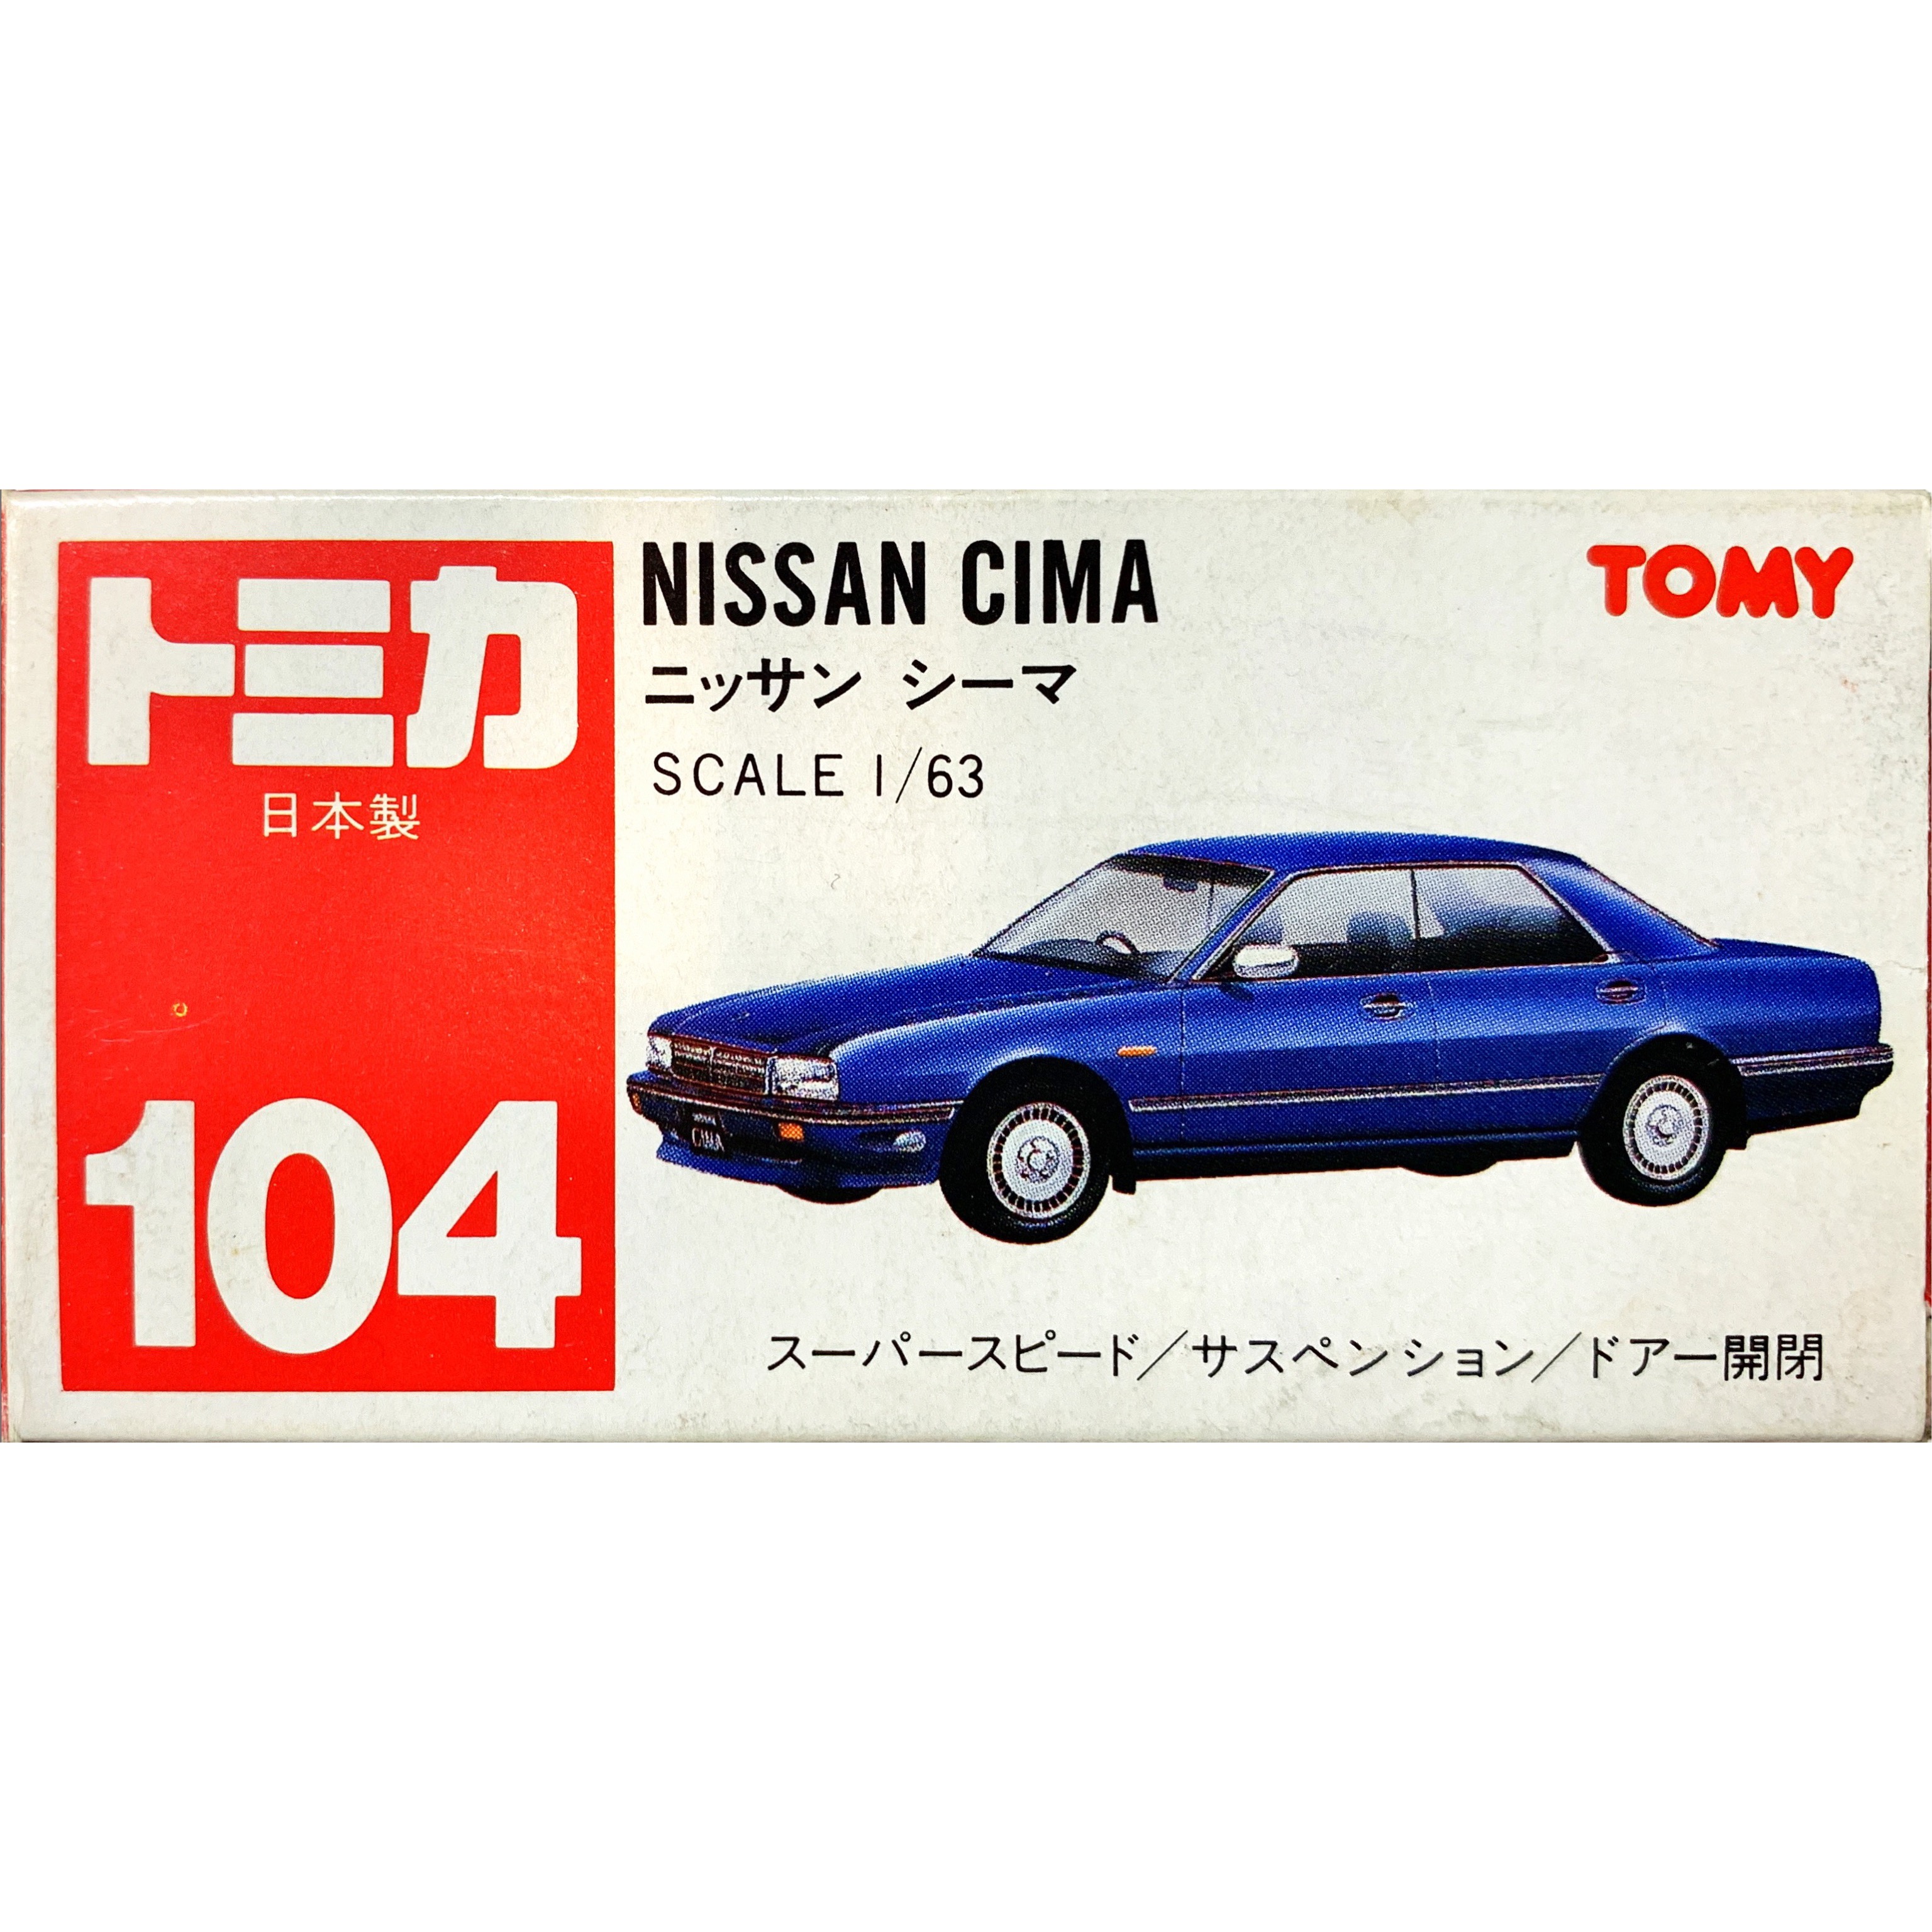 トミカ
日本製
104
NISSAN CIMA
ニッサン シーマ
SCALE 1/63
TOMY
CIMA
スーパースピード/サスペンション/ドアー開閉